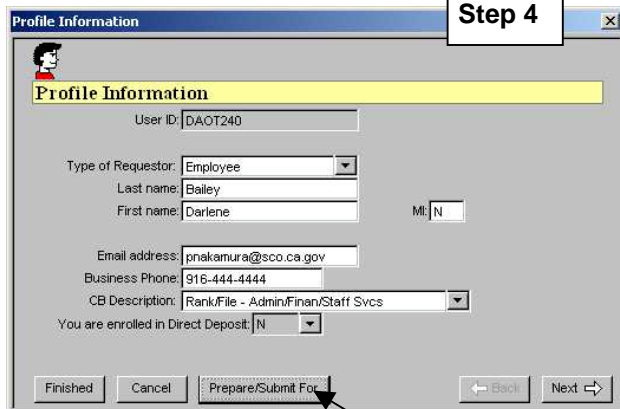 Step 4
Profile Information
Profile Information
User ID: DAOT240
Type of Requestor: Employee
Last name: Bailey
First name: Darlene MI: N
Email address: pnakamura@sco.ca.gov
Business Phone: 916-444-4444
CB Description: Rank/File - Admin/Finan/Staff Svcs
You are enrolled in Direct Deposit: N
Finished Cancel Prepare/Submit For Back Next